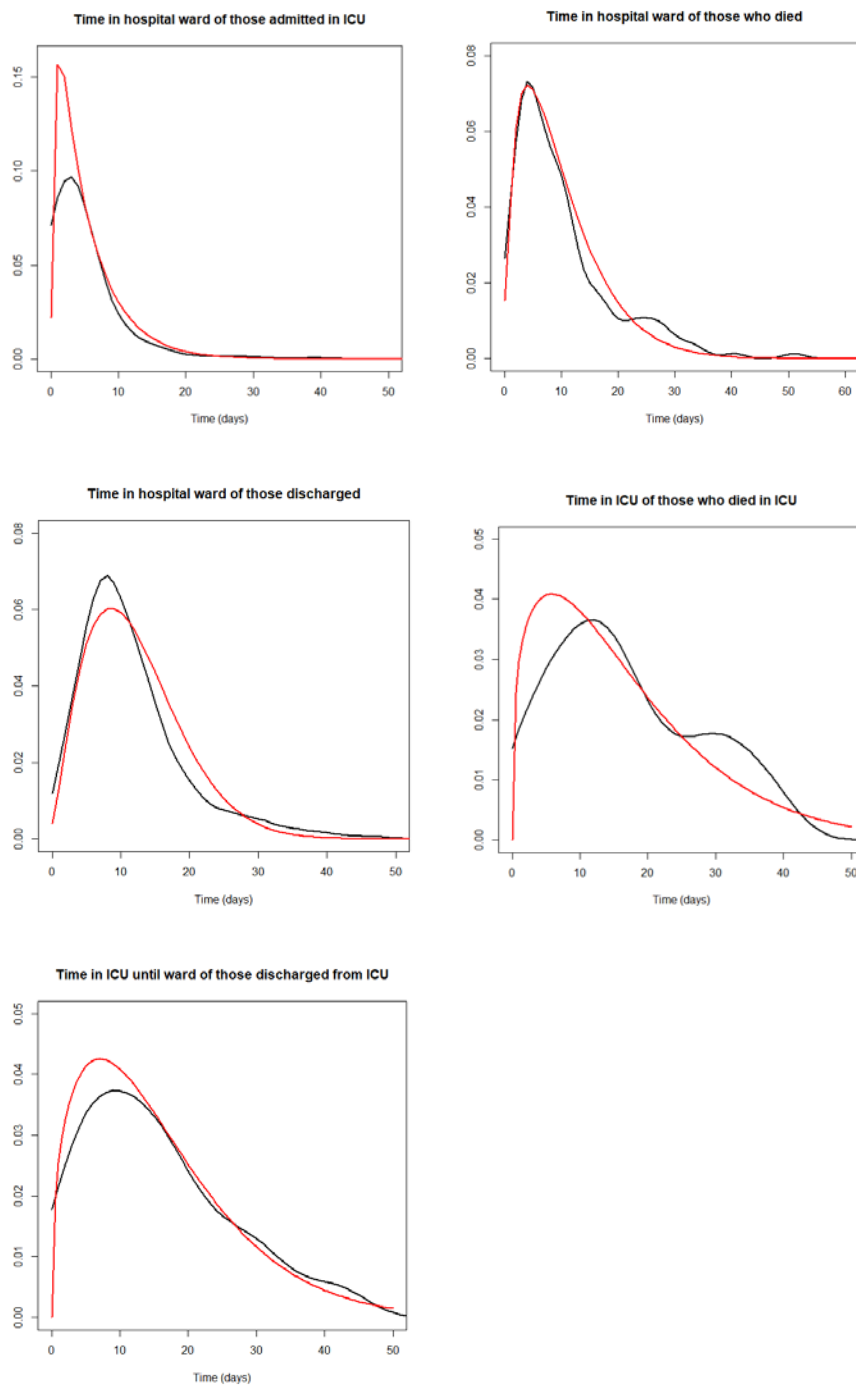 Time in hospital ward of those admitted in ICU
0.15
0.10
0.05
0.00
0 10 20 30 40 50
Time (days)
Time in hospital ward of those who died
0.08
0.06
0.04
0.02
0.00
0 10 20 30 40 50 60
Time (days)
Time in hospital ward of those discharged
0.08
0.06
0.04
0.02
0.00
0 10 20 30 40 50
Time (days)
Time in ICU of those who died in ICU
0.05
0.04
0.03
0.02
0.01
0.00
0 10 20 30 40 50
Time (days)
Time in ICU until ward of those discharged from ICU
0.05
0.04
0.03
0.02
0.01
0.00
0 10 20 30 40 50
Time (days)